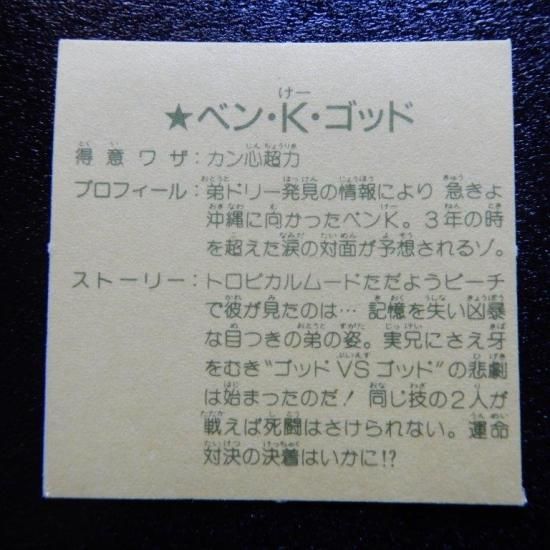 ★ベン・K・ゴッド
得意ワザ：カン心超力
プロフィール：弟ドリー発見の情報により 急きょ
沖縄に向かったベンK。3年の時
を超えた涙の対面が予想されるゾ。
ストーリー：トロピカルムードただようビーチ
で彼が見たのは… 記憶を失い凶暴
な目つきの弟の姿。実兄にさえ牙
をむき“ゴッドVSゴッド”の悲劇
は始まったのだ! 同じ技の2人が
戦えば死闘はさけられない。運命
対決の決着はいかに!?